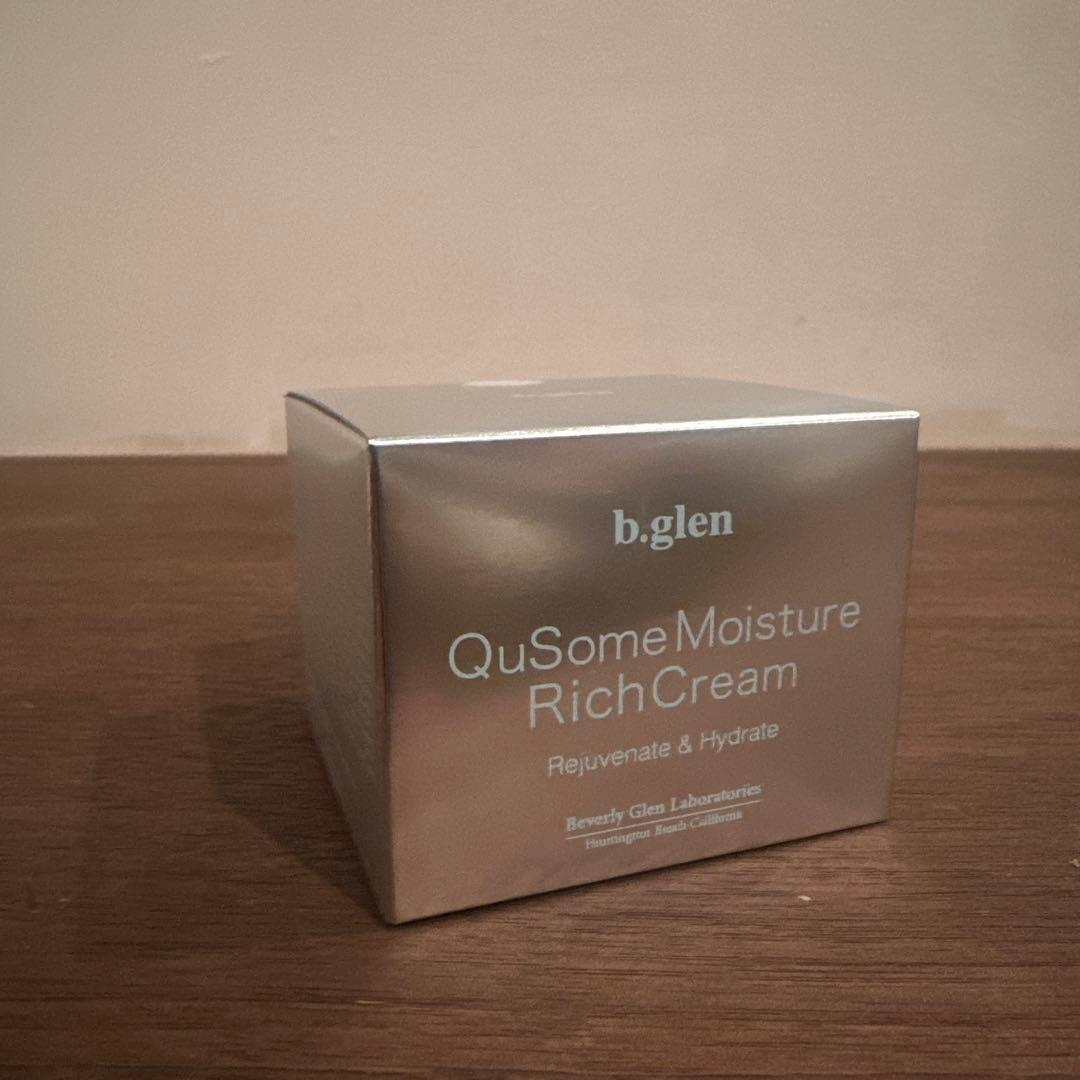 b.glen
QuSome Moisture
Rich Cream
Rejuvenate & Hydrate
Beverly Glen Laboratories
Huntington Beach California